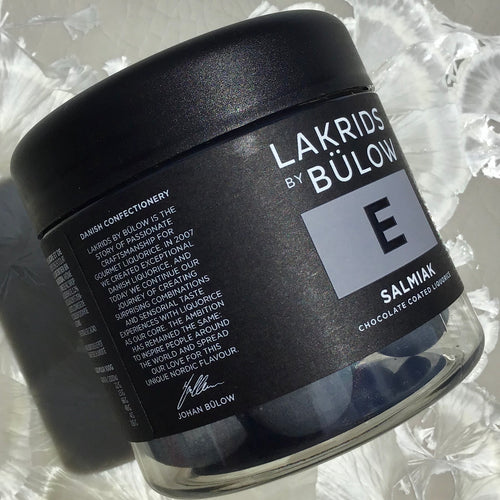 DANISH CONFECTIONERY
LAKRIDS BY BÜLOW IS THE
STORY OF PASSIONATE
CRAFTSMANSHIP FOR
GOURMET LIQUORICE. IN 2007
WE CREATED EXCEPTIONAL
DANISH LIQUORICE, AND
TODAY WE CONTINUE OUR
JOURNEY OF CREATING
SURPRISING COMBINATIONS
AND SENSORIAL TASTE
EXPERIENCES WITH LIQUORICE
AS OUR CORE. THE AMBITION
HAS REMAINED THE SAME:
TO INSPIRE PEOPLE AROUND
THE WORLD AND SPREAD
OUR LOVE FOR THIS
UNIQUE NORDIC FLAVOUR.
JOHAN BÜLOW
LAKRIDS
BY BÜLOW
E
SALMIAK
CHOCOLATE COATED LIQUORICE